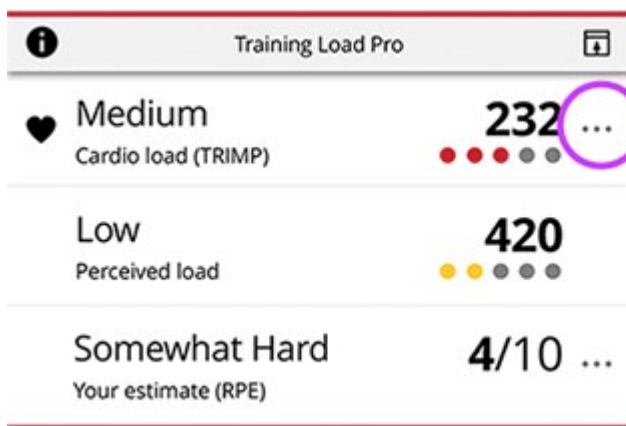 Training Load Pro
Medium 232 ...
Cardio load (TRIMP)
Low 420
Perceived load
Somewhat Hard 4/10 ...
Your estimate (RPE)